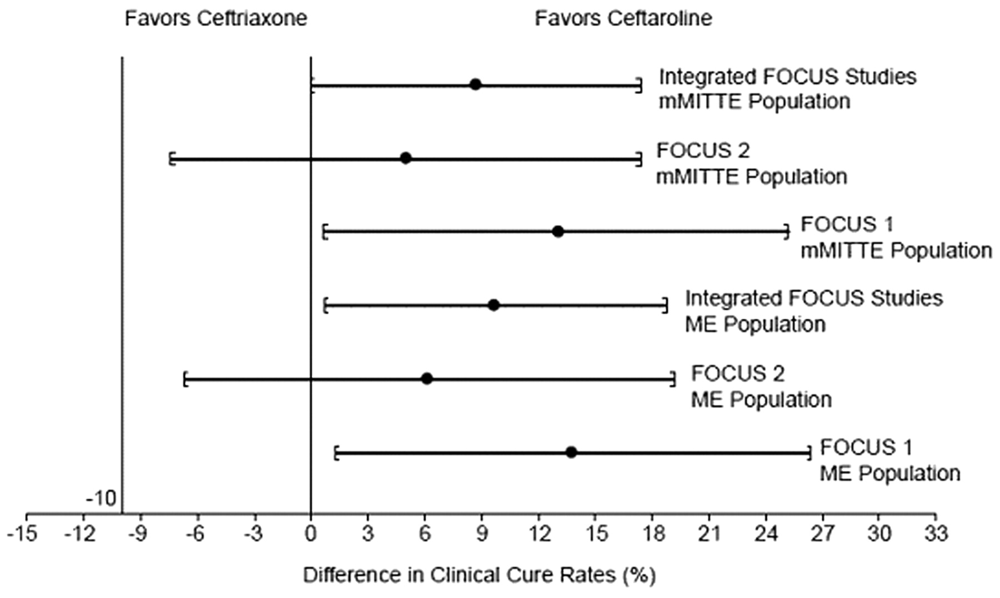 Favors Ceftriaxone
Favors Ceftaroline
Integrated FOCUS Studies
mMITTE Population
FOCUS 2
mMITTE Population
FOCUS 1
mMITTE Population
Integrated FOCUS Studies
ME Population
FOCUS 2
ME Population
FOCUS 1
ME Population
-10
-15 -12 -9 -6 -3 0 3 6 9 12 15 18 21 24 27 30 33
Difference in Clinical Cure Rates (%)